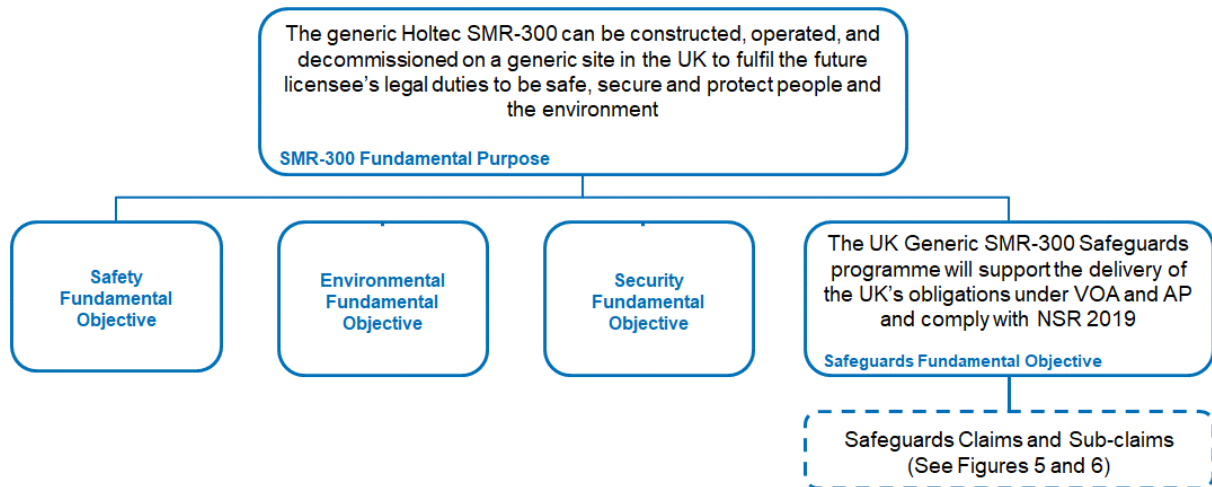 The generic Holtec SMR-300 can be constructed, operated, and
decommissioned on a generic site in the UK to fulfil the future
licensee's legal duties to be safe, secure and protect people and
the environment
SMR-300 Fundamental Purpose
Safety
Fundamental
Objective
Environmental
Fundamental
Objective
Security
Fundamental
Objective
The UK Generic SMR-300 Safeguards
programme will support the delivery of
the UK's obligations under VOA and AP
and comply with NSR 2019
Safeguards Fundamental Objective
Safeguards Claims and Sub-claims
(See Figures 5 and 6)